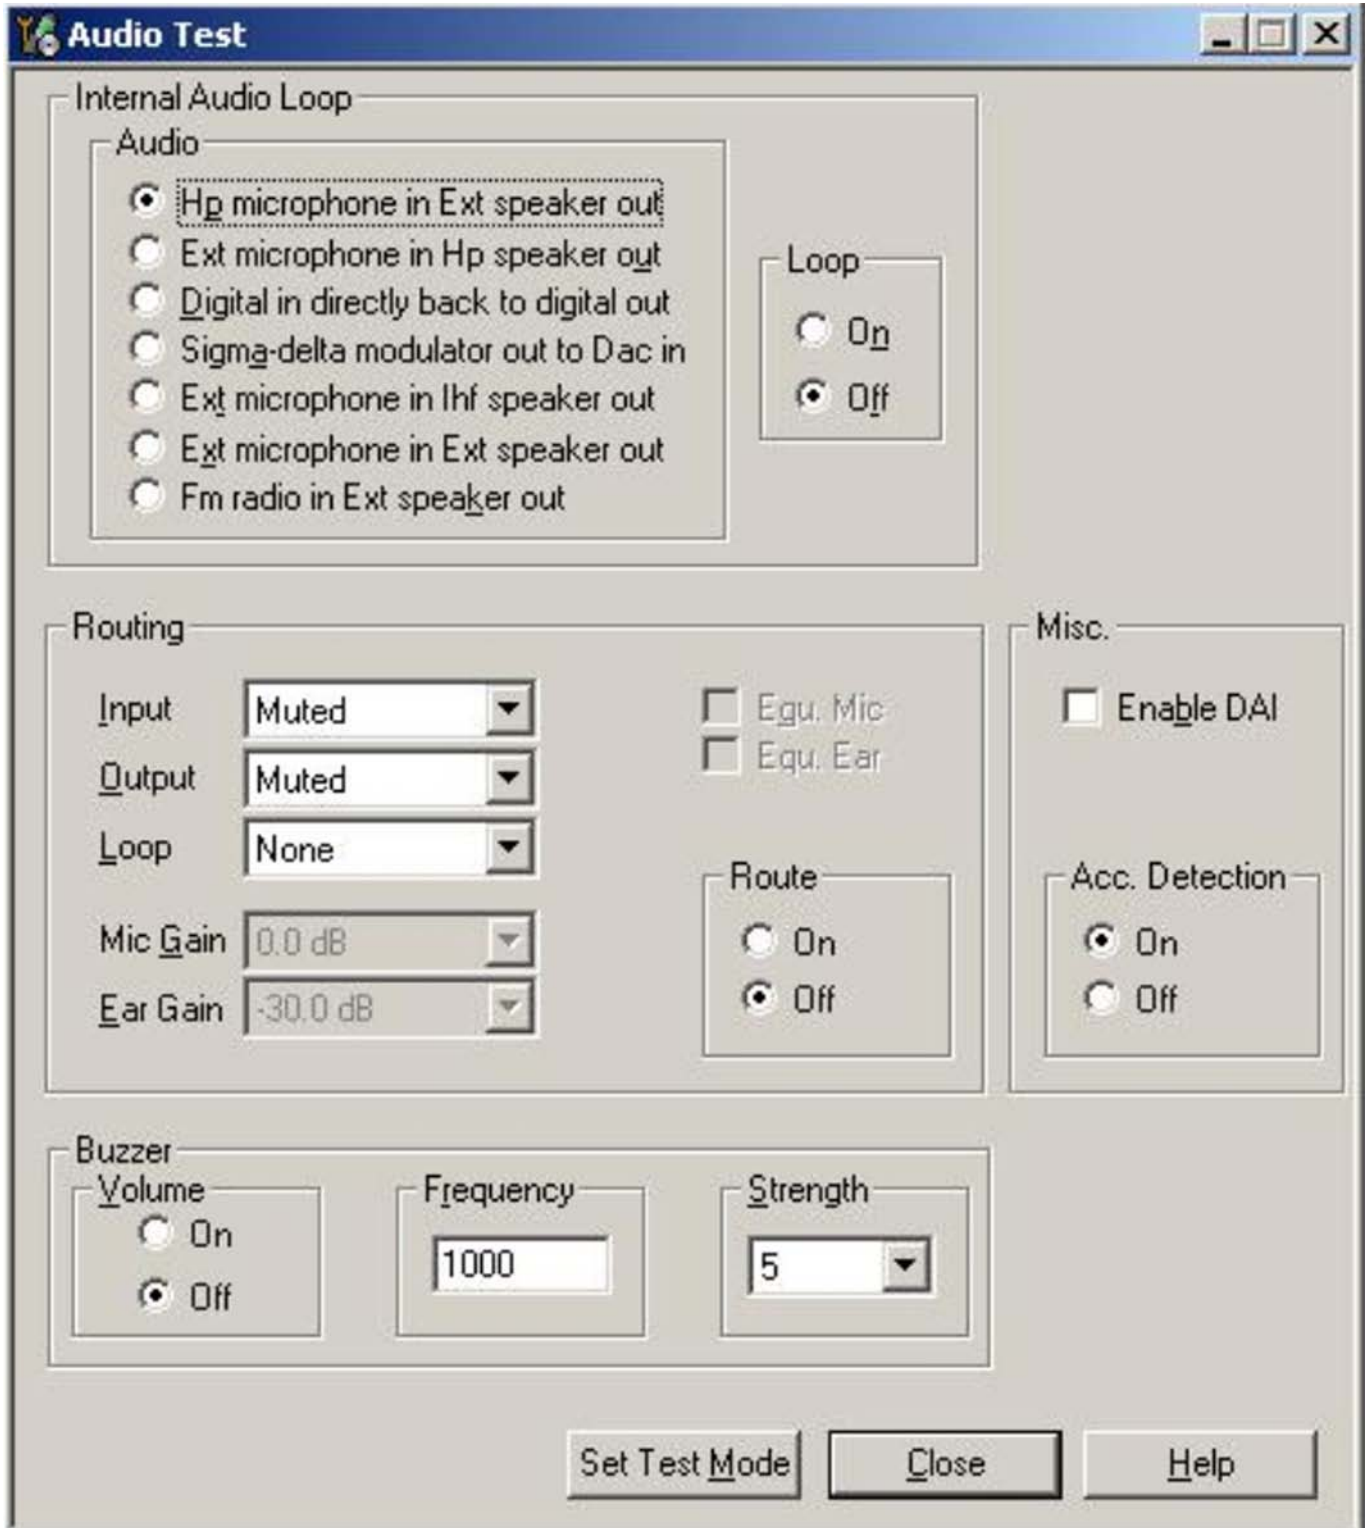 Audio Test
Internal Audio Loop
Audio
Hp microphone in Ext speaker out
Ext microphone in Hp speaker out
Digital in directly back to digital out
Sigma-delta modulator out to Dac in
Ext microphone in Ihf speaker out
Ext microphone in Ext speaker out
Fm radio in Ext speaker out
Loop
On
Off
Routing
Input Muted
Output Muted
Loop None
Mic Gain 0.0 dB
Ear Gain -30.0 dB
Equ. Mic
Equ. Ear
Route
On
Off
Misc.
Enable DAI
Acc. Detection
On
Off
Buzzer
Volume
On
Off
Frequency
1000
Strength
5
Set Test Mode Close Help